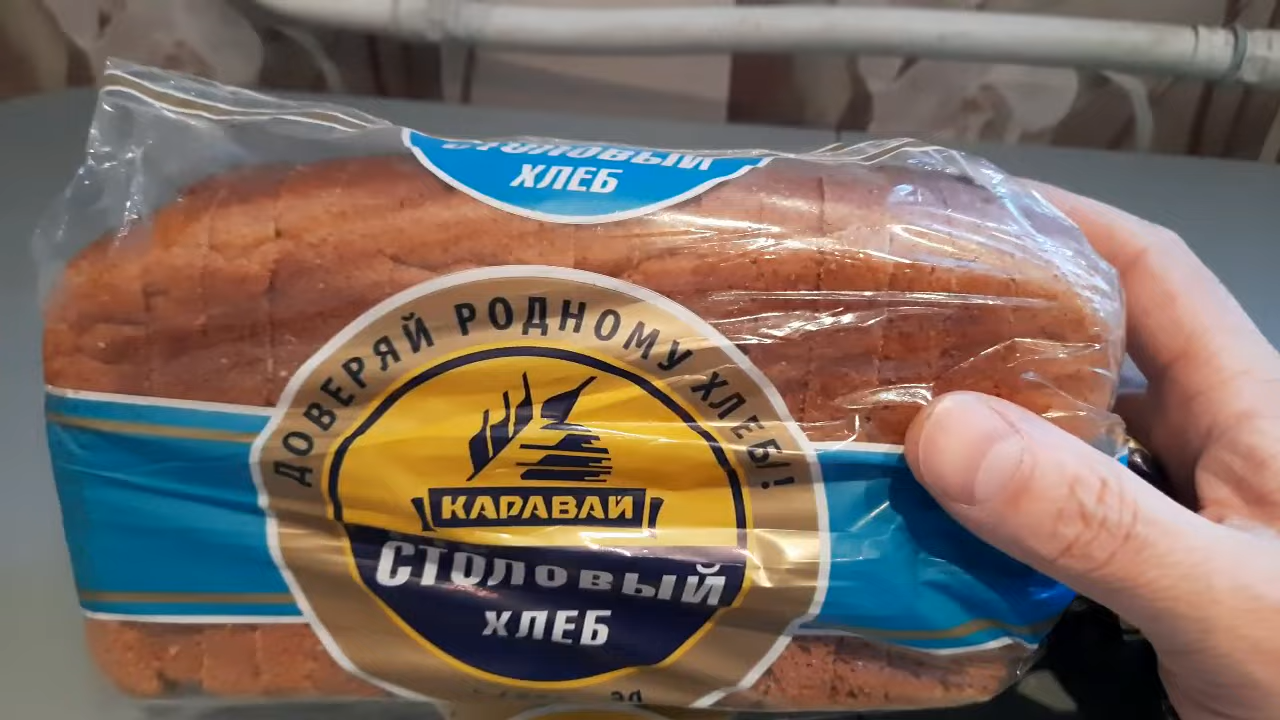 СТОЛОВЫЙ
ХЛЕБ
ДОВЕРЯЙ РОДНОМУ ХЛЕБУ!
КАРАВАЙ
СТОЛОВЫЙ
ХЛЕБ